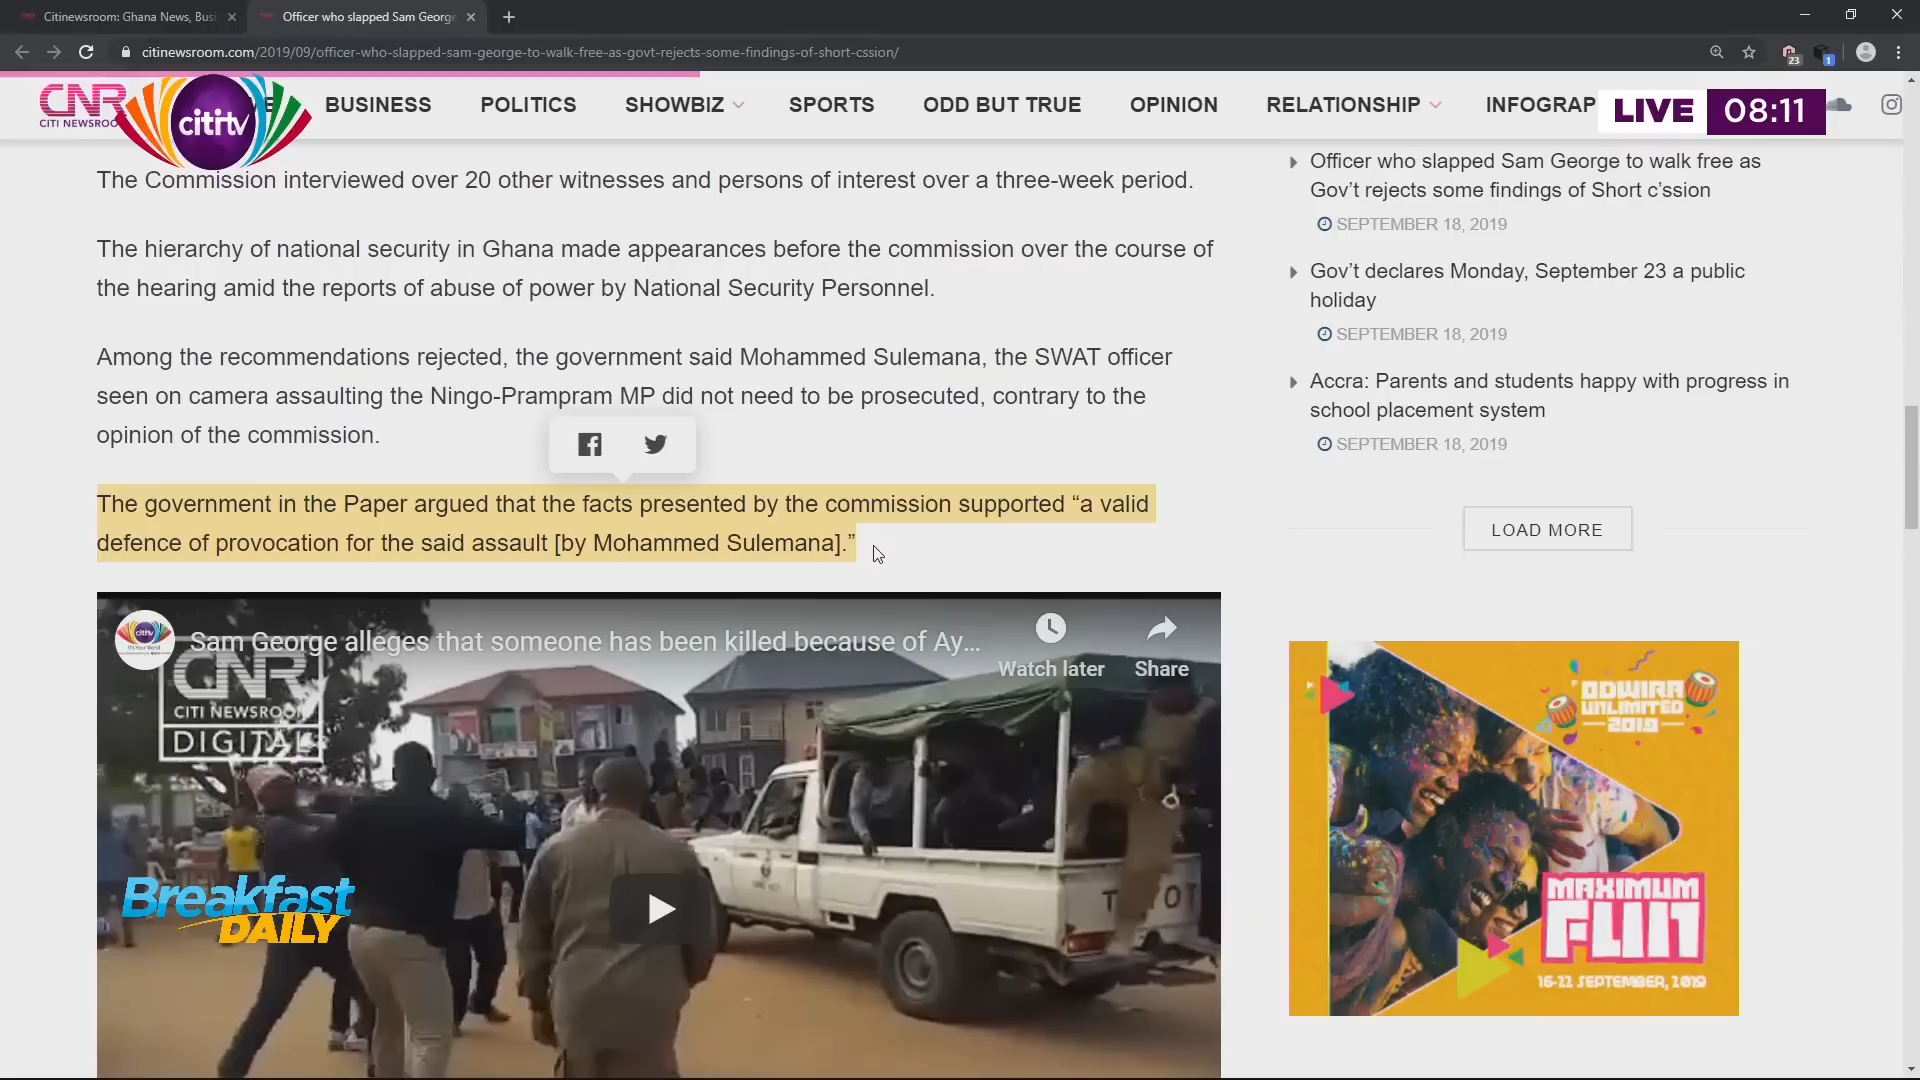 Citinewsroom: Ghana News, Busi
Officer who slapped Sam George
citinewsroom.com/2019/09/officer-who-slapped-sam-george-to-walk-free-as-govt-rejects-some-findings-of-short-cssion/
23
1
CNR
CITI NEWSROO
citi tv
BUSINESS
POLITICS
SHOWBIZ
SPORTS
ODD BUT TRUE
OPINION
RELATIONSHIP
INFOGRAP
LIVE 08:11
The Commission interviewed over 20 other witnesses and persons of interest over a three-week period.
The hierarchy of national security in Ghana made appearances before the commission over the course of
the hearing amid the reports of abuse of power by National Security Personnel.
Among the recommendations rejected, the government said Mohammed Sulemana, the SWAT officer
seen on camera assaulting the Ningo-Prampram MP did not need to be prosecuted, contrary to the
opinion of the commission.
The government in the Paper argued that the facts presented by the commission supported “a valid
defence of provocation for the said assault [by Mohammed Sulemana].”
citi tv
Sam George alleges that someone has been killed because of Ay...
Watch later
Share
CNR
CITI NEWSROOM
DIGITAL
Breakfast
DAILY
Officer who slapped Sam George to walk free as
Gov’t rejects some findings of Short c’ssion
SEPTEMBER 18, 2019
Gov’t declares Monday, September 23 a public
holiday
SEPTEMBER 18, 2019
Accra: Parents and students happy with progress in
school placement system
SEPTEMBER 18, 2019
LOAD MORE
ODWIRA
UNLIMITED
2019
MAXIMUM
FUN
16-22 SEPTEMBER, 2019